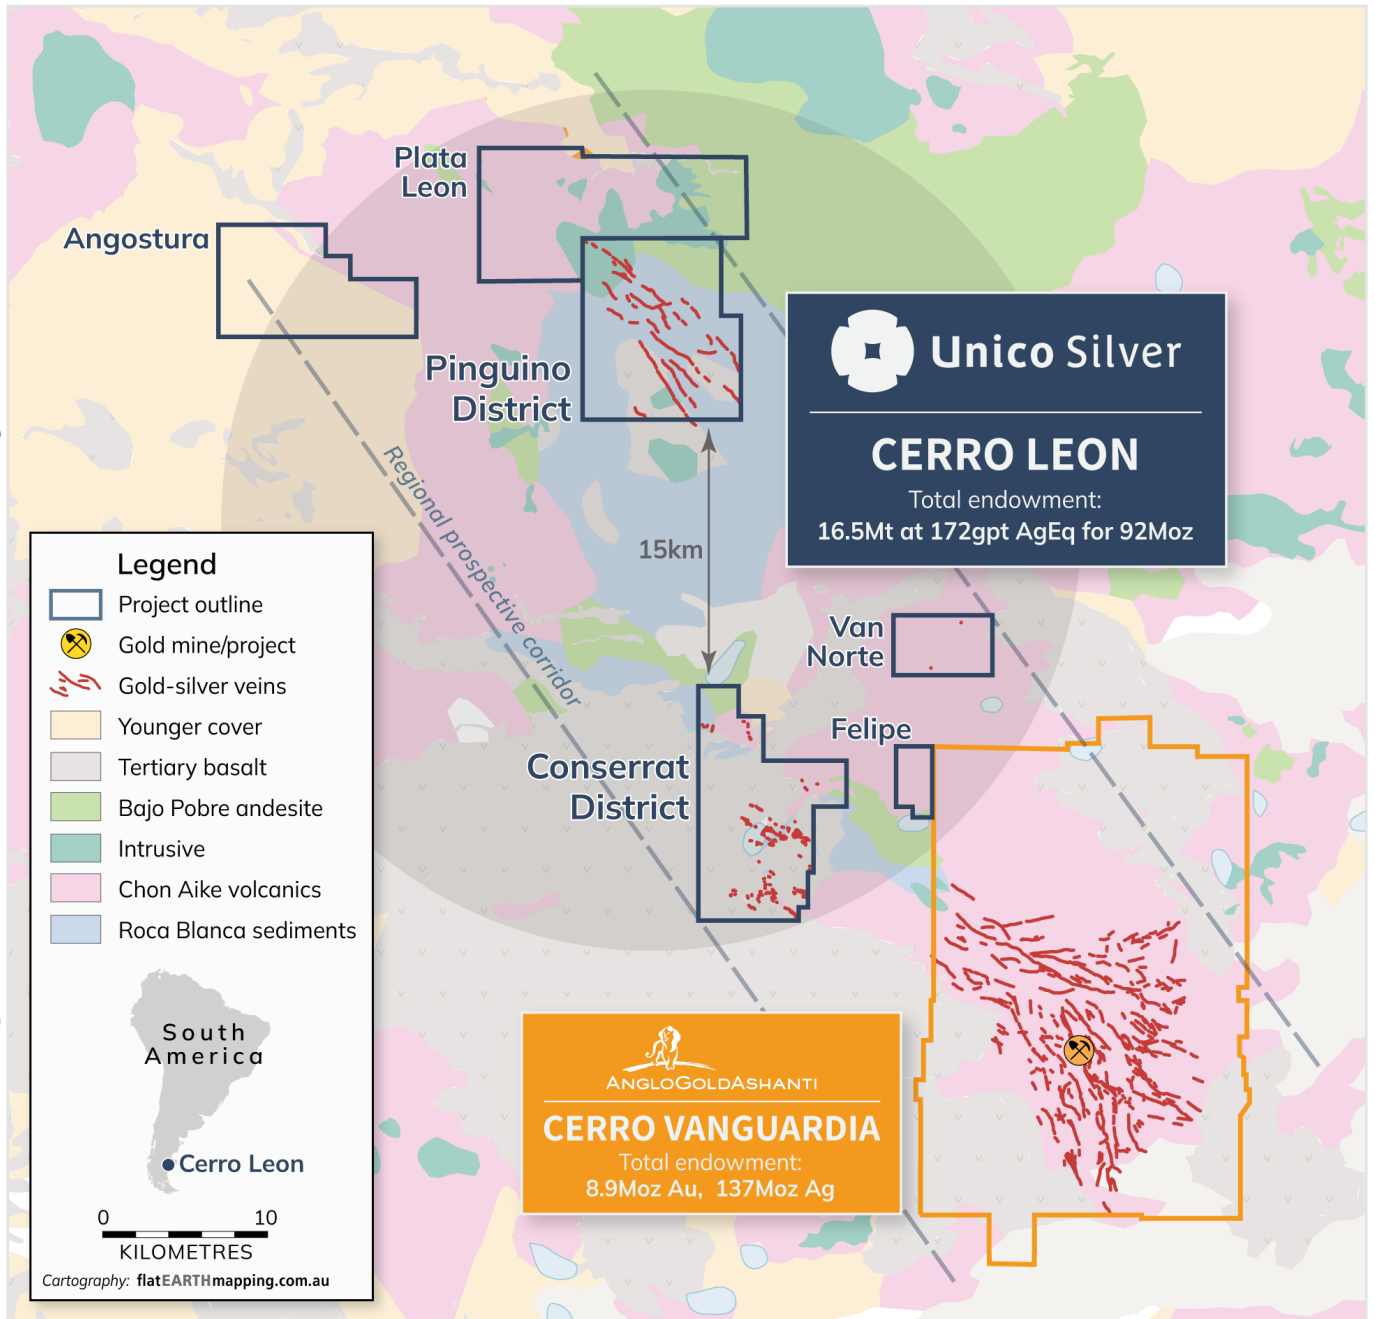 Plata
Leon
Angostura
Pinguino
District
Unico Silver
CERRO LEON
Total endowment:
16.5Mt at 172gpt AgEq for 92Moz
Regional prospective corridor
15km
Van
Norte
Felipe
Conserrat
District
Legend
Project outline
Gold mine/project
Gold-silver veins
Younger cover
Tertiary basalt
Bajo Pobre andesite
Intrusive
Chon Aike volcanics
Roca Blanca sediments
South
America
Cerro Leon
0 10
KILOMETRES
Cartography: flatEARTHmapping.com.au
ANGLOGOLDASHANTI
CERRO VANGUARDIA
Total endowment:
8.9Moz Au, 137Moz Ag